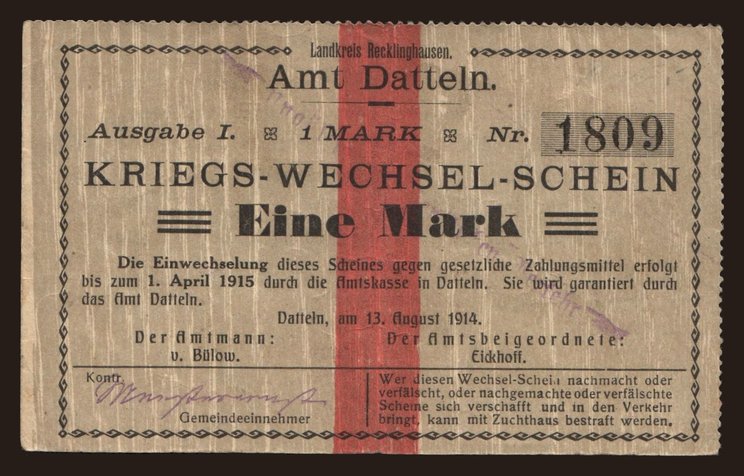 Landkreis Recklinghausen.
Amt Datteln.
Ausgabe I. 1 MARK Nr. 1809
KRIEGS-WECHSEL-SCHEIN
Eine Mark
Die Einwechselung dieses Scheines gegen gesetzliche Zahlungsmittel erfolgt
bis zum 1. April 1915 durch die Amtskasse in Datteln. Sie wird garantiert durch
das Amt Datteln.
Datteln, am 13. August 1914.
Der Amtmann: Der Amtsbeigeordnete:
v. Bülow. Eickhoff.
Kontr.
Gemeindeeinnehmer
Wer diesen Wechsel-Schein nachmacht oder
verfälscht, oder nachgemachte oder verfälschte
Scheine sich verschafft und in den Verkehr
bringt, kann mit Zuchthaus bestraft werden.